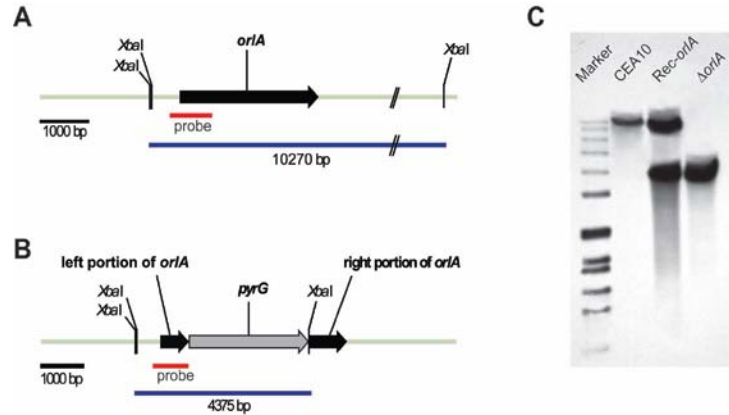 A
XbaI
XbaI
orlA
XbaI
1000 bp
probe
10270 bp
B
left portion of orlA
right portion of orlA
XbaI
XbaI
pyrG
XbaI
1000 bp
probe
4375 bp
C
Marker
CEA10
Rec-orlA
ΔorlA